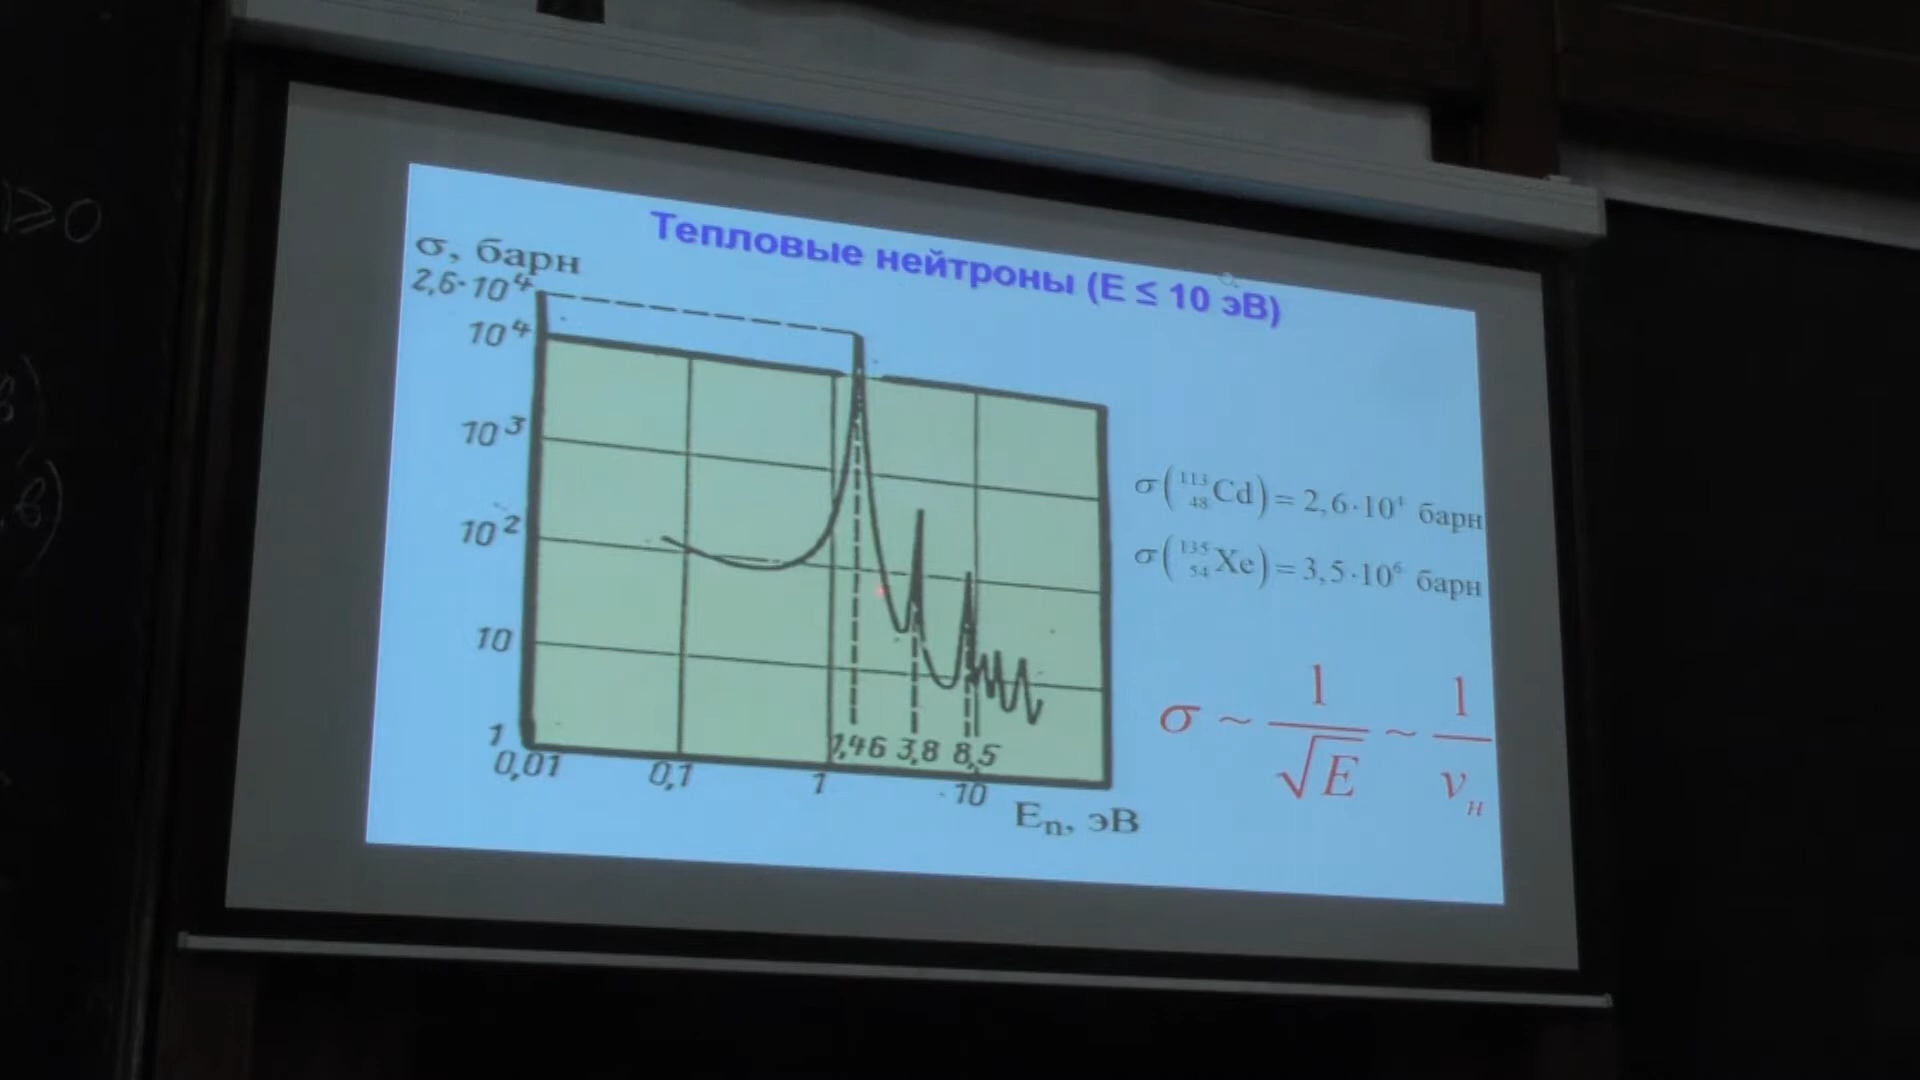 Тепловые нейтроны (E ≤ 10 эВ)
σ, барн
2,6·10⁴
10⁴
10³
10²
10
1
0,01
0,1
1
10
1,46 3,8 8,5
Eₙ, эВ
σ(¹¹³₄₈Cd) = 2,6·10⁴ барн
σ(¹³⁵₅₄Xe) = 3,5·10⁶ барн
σ ~ 1/√E ~ 1/vₙ
≥0